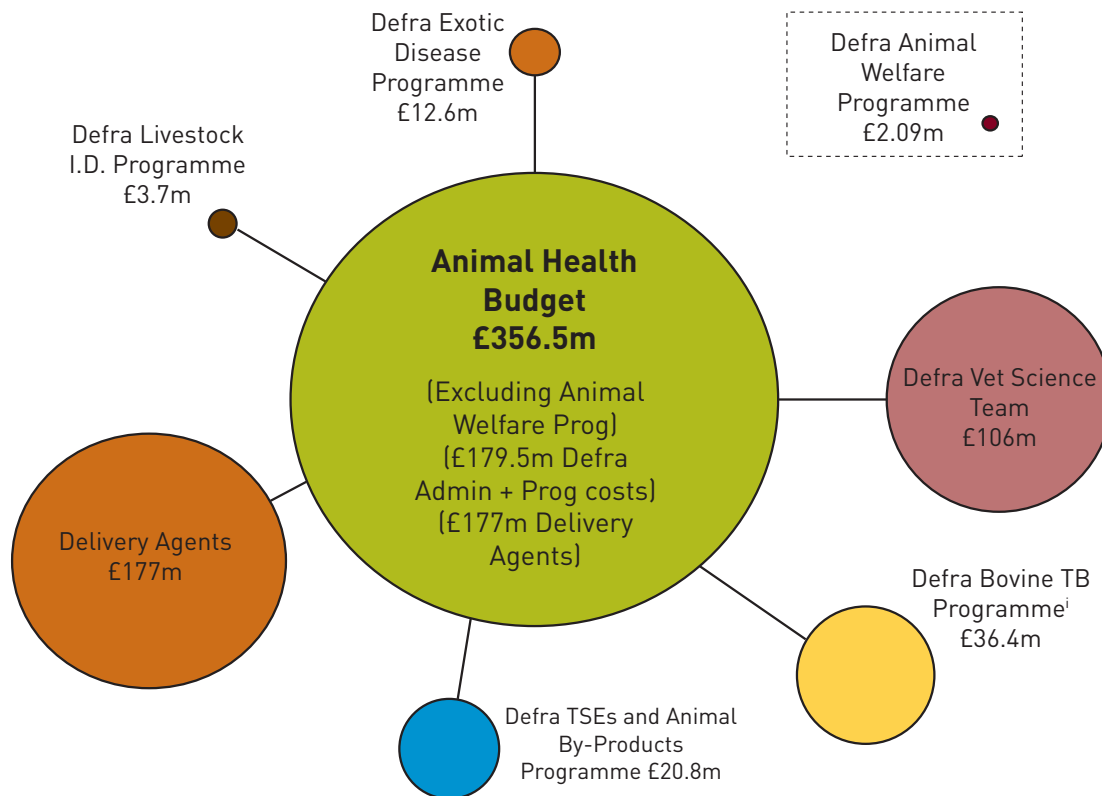 Defra Exotic
Disease
Programme
£12.6m
Defra Animal
Welfare
Programme
£2.09m
Defra Livestock
I.D. Programme
£3.7m
Animal Health
Budget
£356.5m
(Excluding Animal
Welfare Prog)
(£179.5m Defra
Admin + Prog costs)
(£177m Delivery
Agents)
Defra Vet Science
Team
£106m
Delivery Agents
£177m
Defra Bovine TB
Programmeⁱ
£36.4m
Defra TSEs and Animal
By-Products
Programme £20.8m